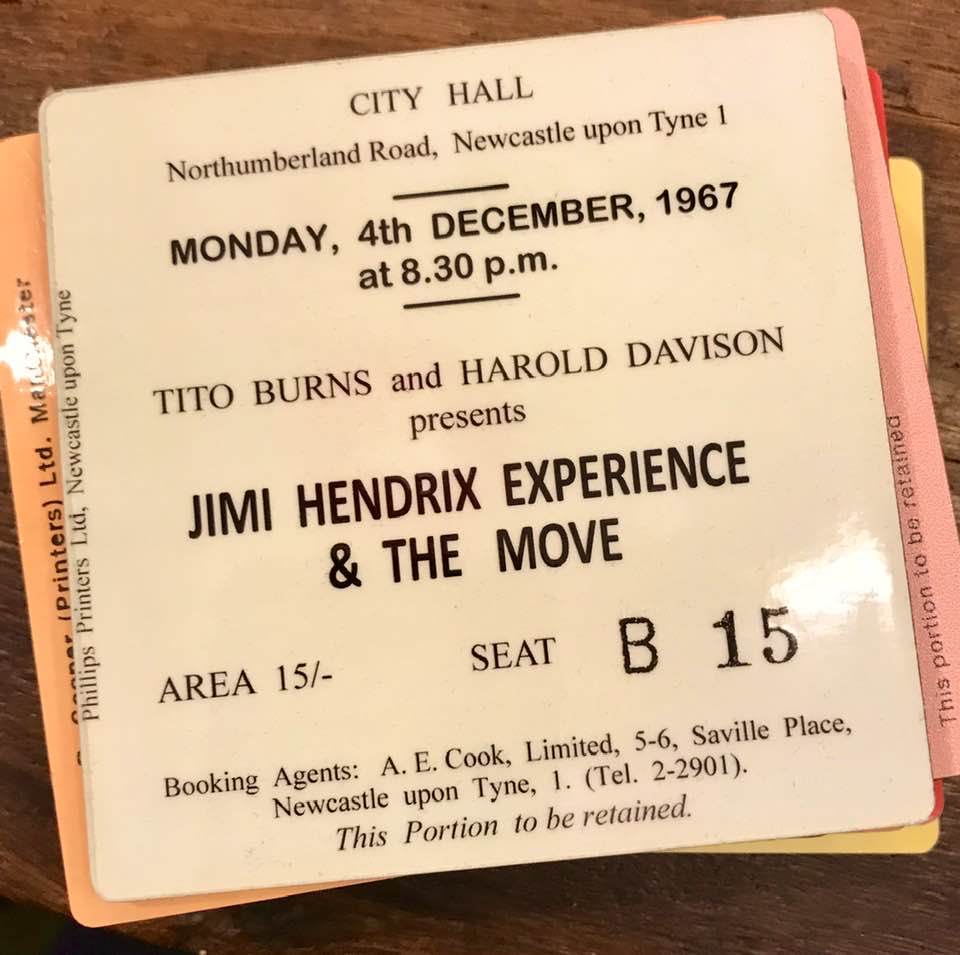 CITY HALL
Northumberland Road, Newcastle upon Tyne 1
MONDAY, 4th DECEMBER, 1967
at 8.30 p.m.
TITO BURNS and HAROLD DAVISON
presents
JIMI HENDRIX EXPERIENCE
& THE MOVE
AREA 15/- SEAT B 15
Booking Agents: A. E. Cook, Limited, 5-6, Saville Place,
Newcastle upon Tyne, 1. (Tel. 2-2901).
This Portion to be retained.
Phillips Printers Ltd, Newcastle upon Tyne
(Printers) Ltd. Manchester
This portion to be retained